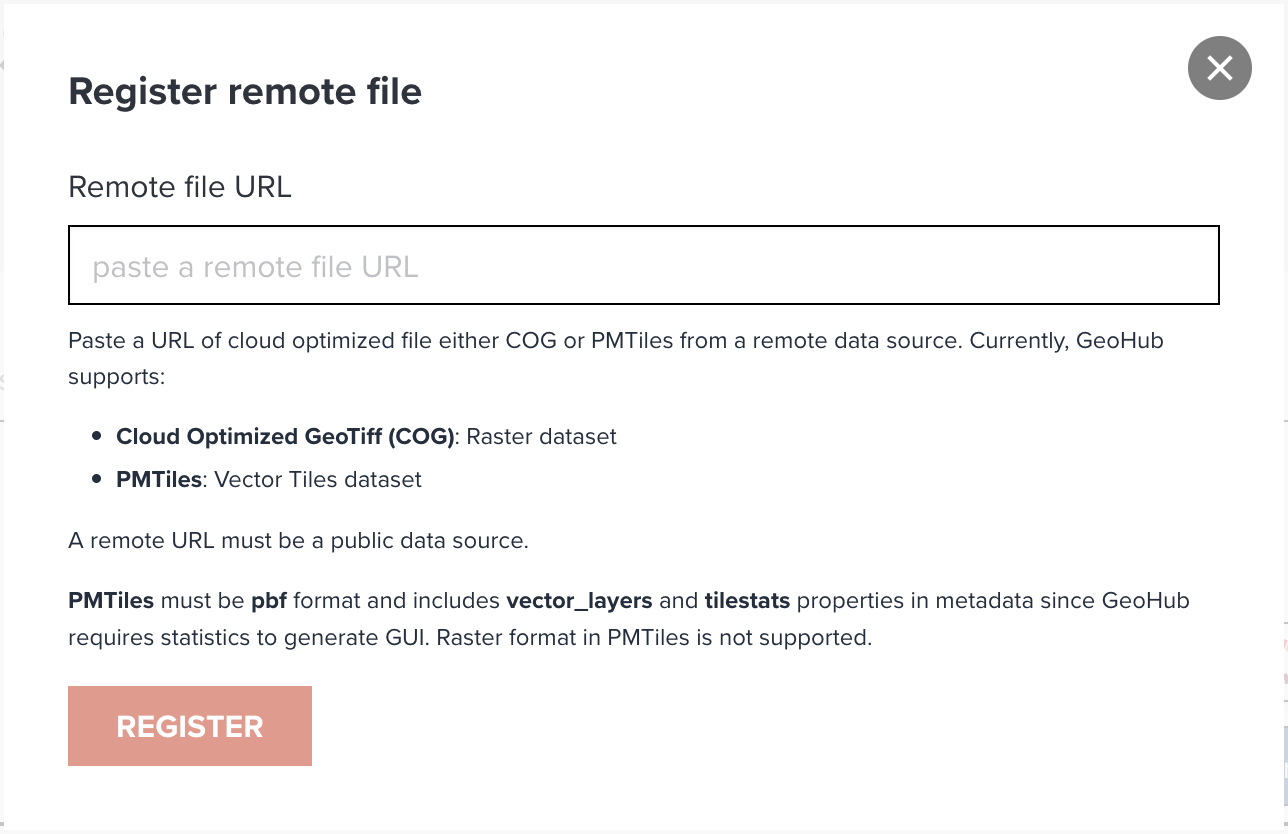 Register remote file
Remote file URL
paste a remote file URL
Paste a URL of cloud optimized file either COG or PMTiles from a remote data source. Currently, GeoHub
supports:
Cloud Optimized GeoTiff (COG): Raster dataset
PMTiles: Vector Tiles dataset
A remote URL must be a public data source.
PMTiles must be pbf format and includes vector_layers and tilestats properties in metadata since GeoHub
requires statistics to generate GUI. Raster format in PMTiles is not supported.
REGISTER